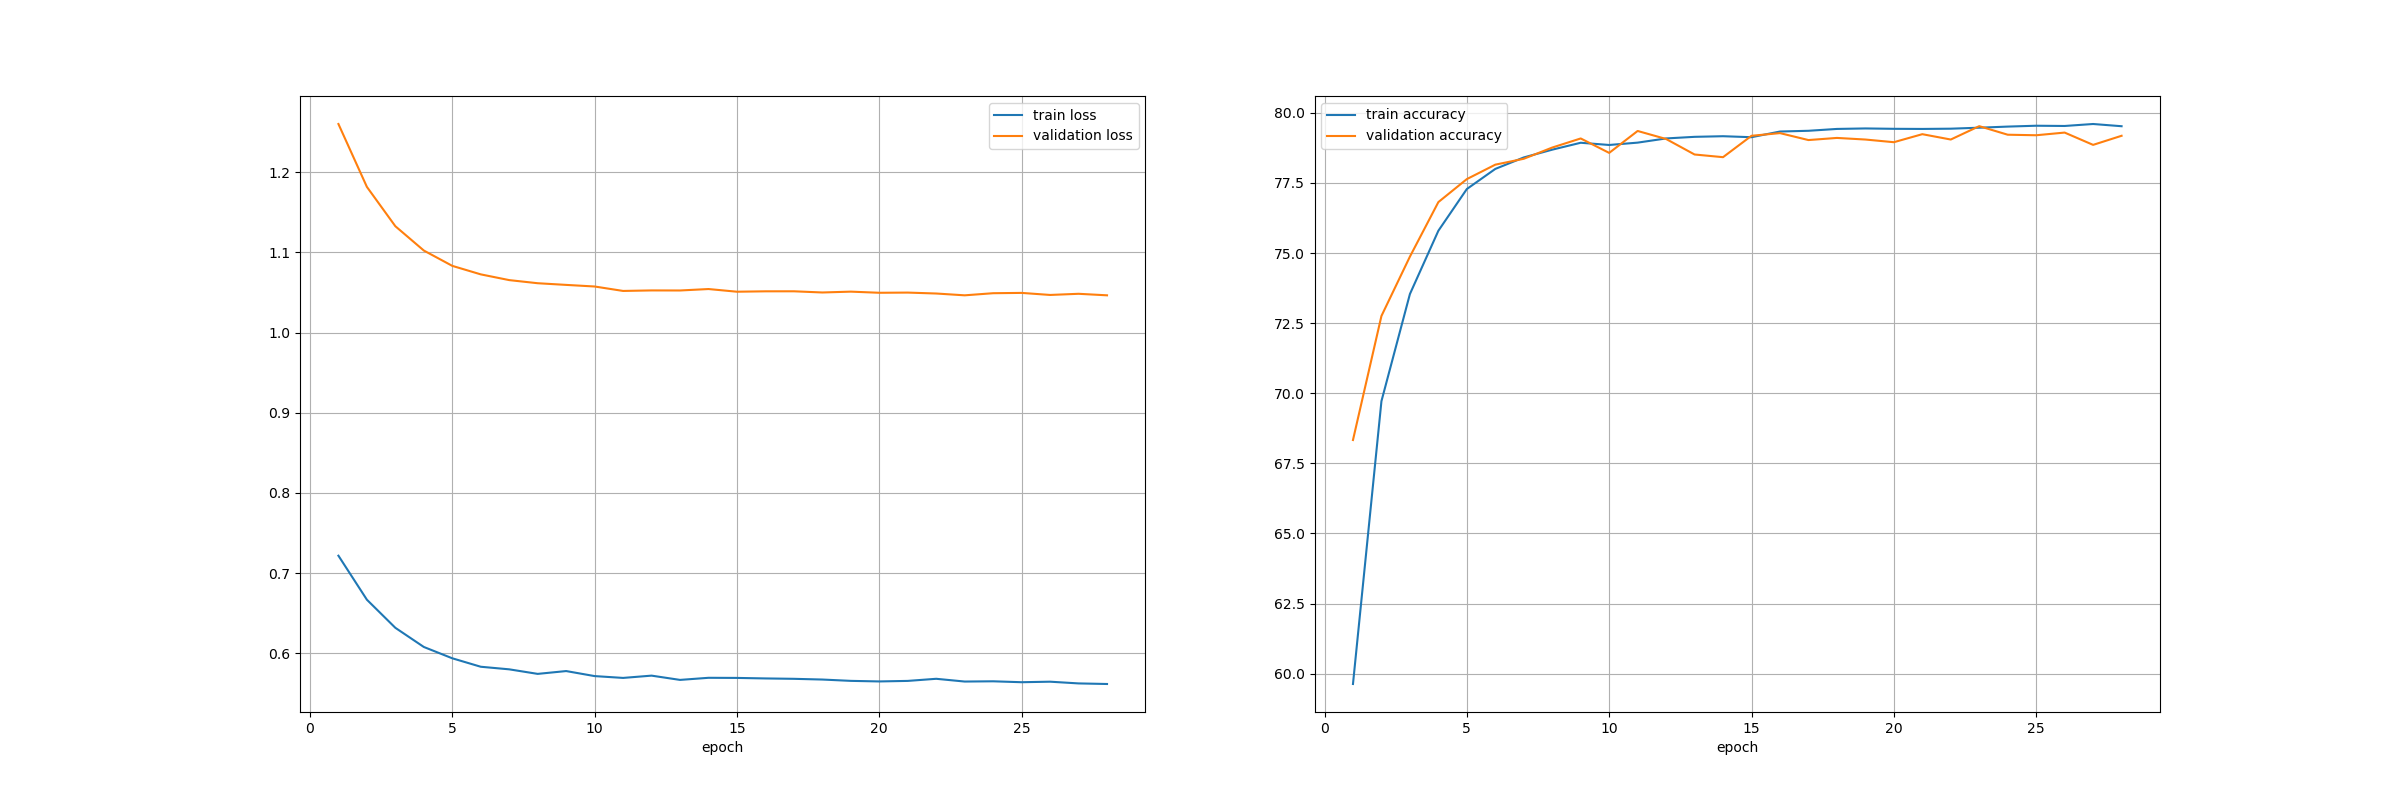 train loss
validation loss
1.2
1.1
1.0
0.9
0.8
0.7
0.6
0 5 10 15 20 25
epoch
train accuracy
validation accuracy
80.0
77.5
75.0
72.5
70.0
67.5
65.0
62.5
60.0
0 5 10 15 20 25
epoch